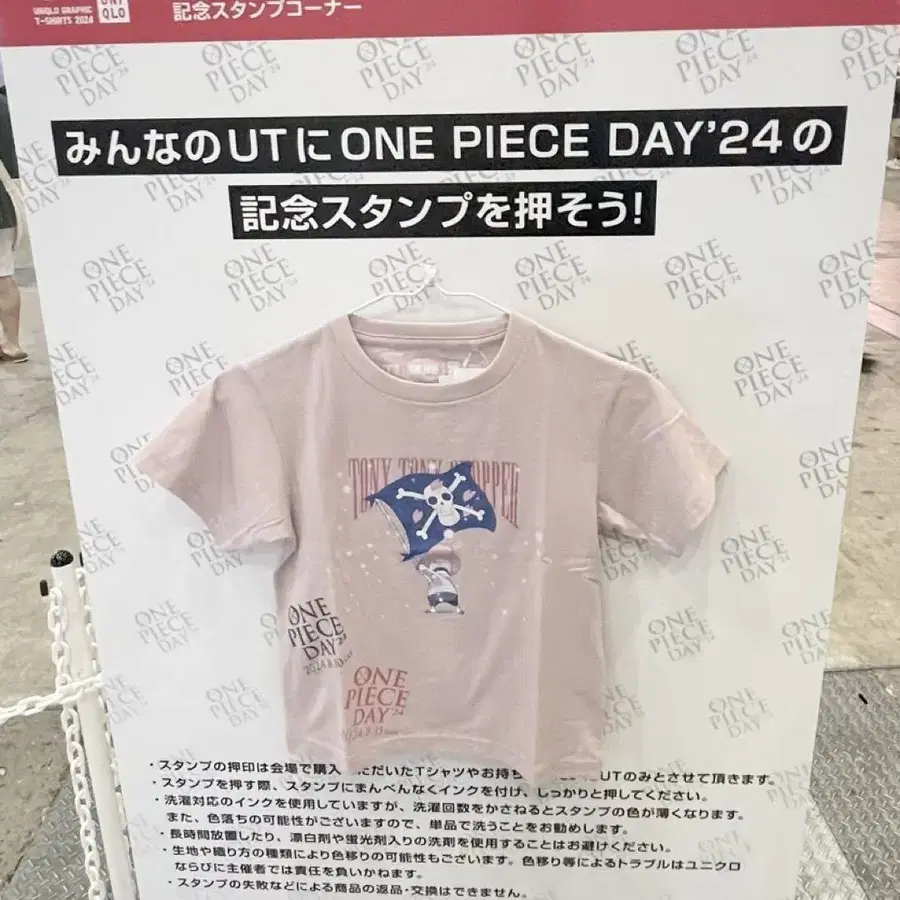 UNIQLO GRAPHIC
T-SHIRTS 2024
UNI
QLO
記念スタンプコーナー
みんなのUTにONE PIECE DAY'24の
記念スタンプを押そう!
TONY TONY CHOPPER
ONE
PIECE
DAY'24
ONE
PIECE
DAY'24
・スタンプの押印は会場で購入 ただいたTシャツやお持ち UTのみとさせて頂きます。
・スタンプを押す際、スタンプにまんべんなくインクを付け、しっかりと押してください。
・洗濯対応のインクを使用していますが、洗濯回数をかさねるとスタンプの色が薄くなります。
また、色落ちの可能性がございますので、単品で洗うことをお勧めします。
・長時間放置したり、漂白剤や蛍光剤入りの洗剤を使用することはお避けください。
・生地や織り方の種類により色移りの可能性もございます。色移り等によるトラブルはユニクロ
ならびに主催者では責任を負いかねます。
・スタンプの失敗などによる商品の返品・交換はできません。